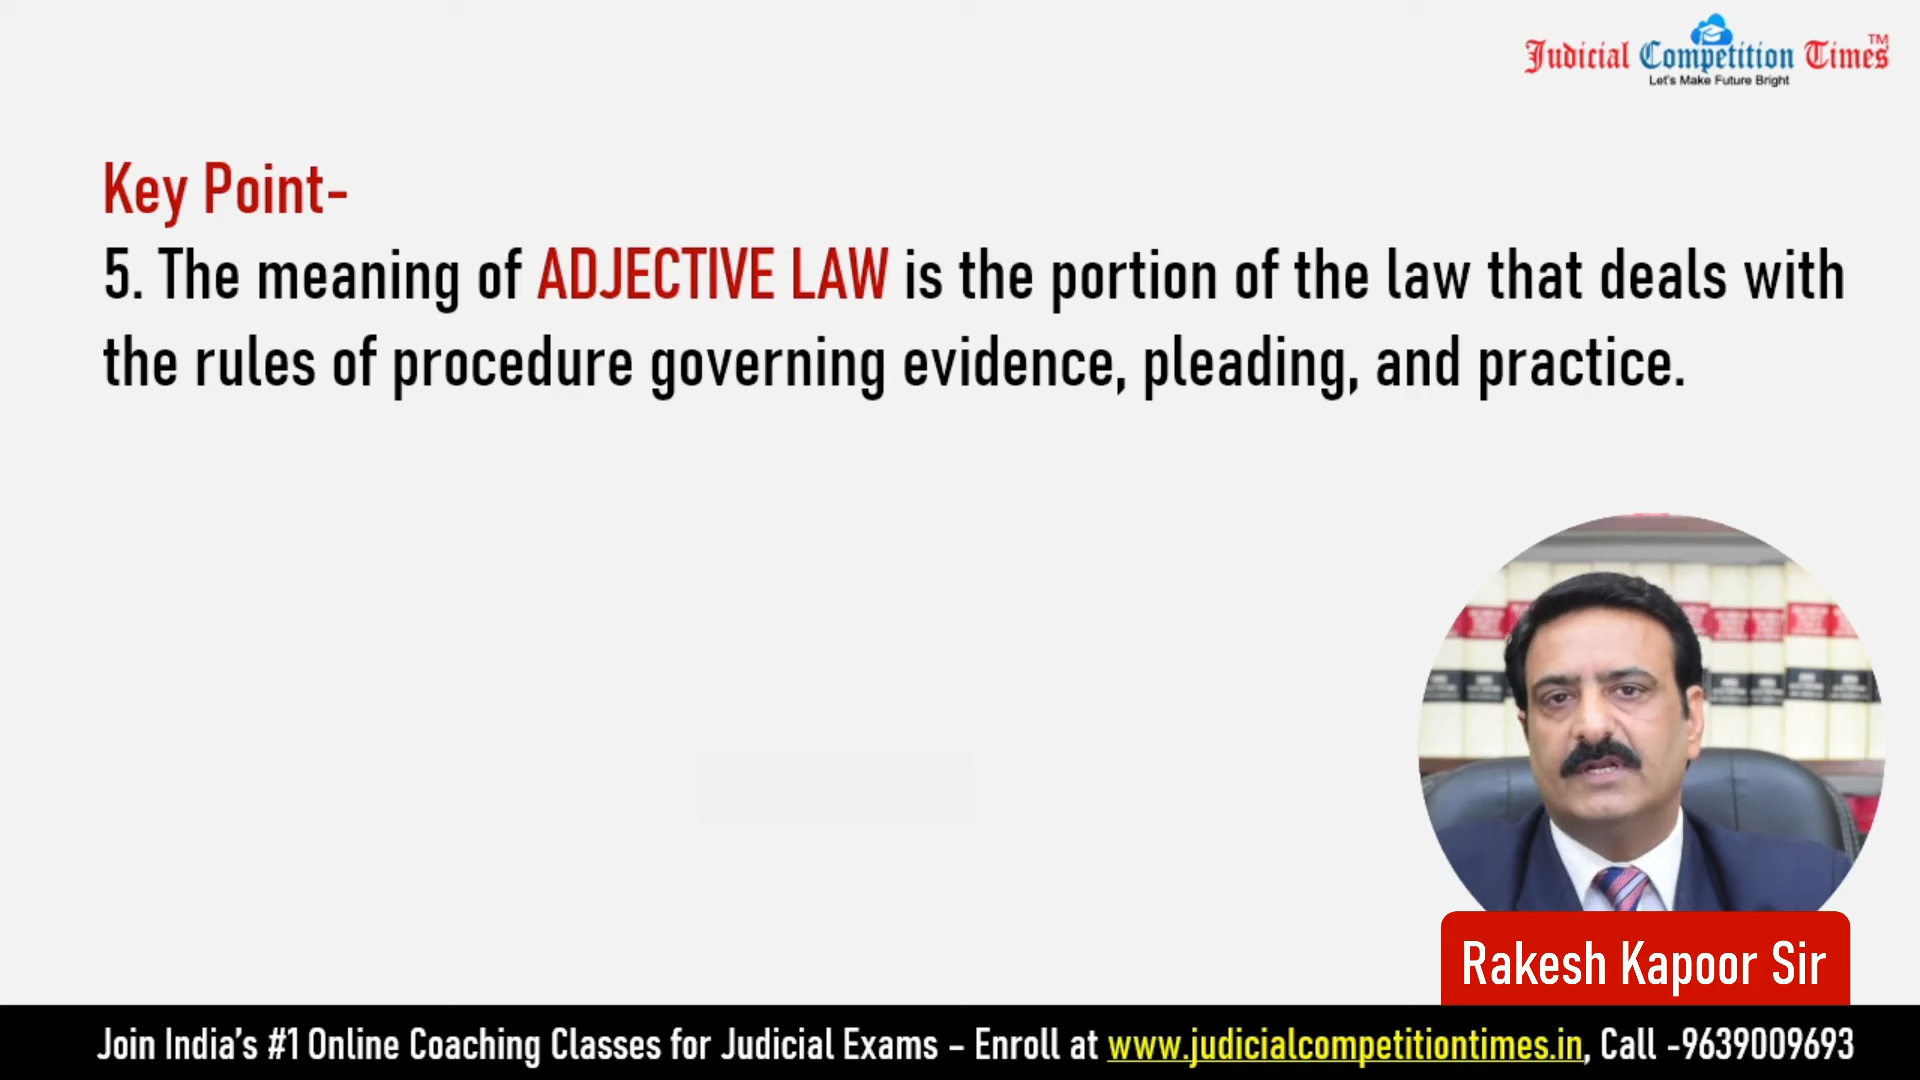 Judicial Competition Times™
Let's Make Future Bright
Key Point-
5. The meaning of ADJECTIVE LAW is the portion of the law that deals with
the rules of procedure governing evidence, pleading, and practice.
Rakesh Kapoor Sir
Join India's #1 Online Coaching Classes for Judicial Exams – Enroll at www.judicialcompetitiontimes.in, Call -9639009693